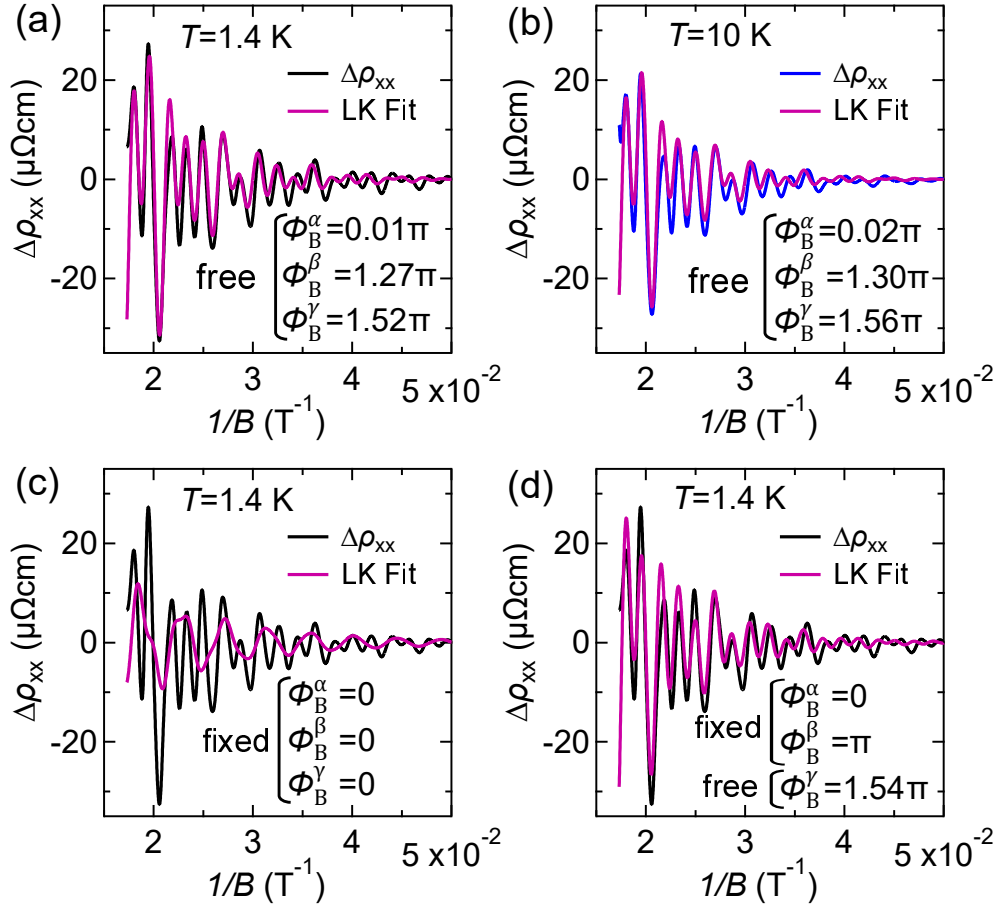 (a)
T=1.4 K
Δρxx
LK Fit
20
0
-20
Δρxx (μΩcm)
free
ΦBα=0.01π
ΦBβ=1.27π
ΦBγ=1.52π
2
3
4
5 x10-2
1/B (T-1)
(b)
T=10 K
Δρxx
LK Fit
20
0
-20
Δρxx (μΩcm)
free
ΦBα=0.02π
ΦBβ=1.30π
ΦBγ=1.56π
2
3
4
5 x10-2
1/B (T-1)
(c)
T=1.4 K
Δρxx
LK Fit
20
0
-20
Δρxx (μΩcm)
fixed
ΦBα=0
ΦBβ=0
ΦBγ=0
2
3
4
5 x10-2
1/B (T-1)
(d)
T=1.4 K
Δρxx
LK Fit
20
0
-20
Δρxx (μΩcm)
fixed
ΦBα=0
ΦBβ=π
free
ΦBγ=1.54π
2
3
4
5 x10-2
1/B (T-1)